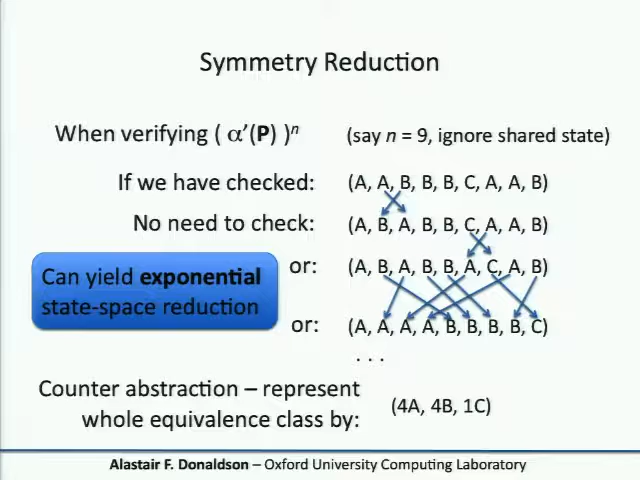 Symmetry Reduction
When verifying ( α’(P) )ⁿ (say n = 9, ignore shared state)
If we have checked: (A, A, B, B, B, C, A, A, B)
No need to check: (A, B, A, B, B, C, A, A, B)
or: (A, B, A, B, B, A, C, A, B)
Can yield exponential
state-space reduction
or: (A, A, A, A, B, B, B, B, C)
. . .
Counter abstraction – represent
whole equivalence class by: (4A, 4B, 1C)
Alastair F. Donaldson – Oxford University Computing Laboratory